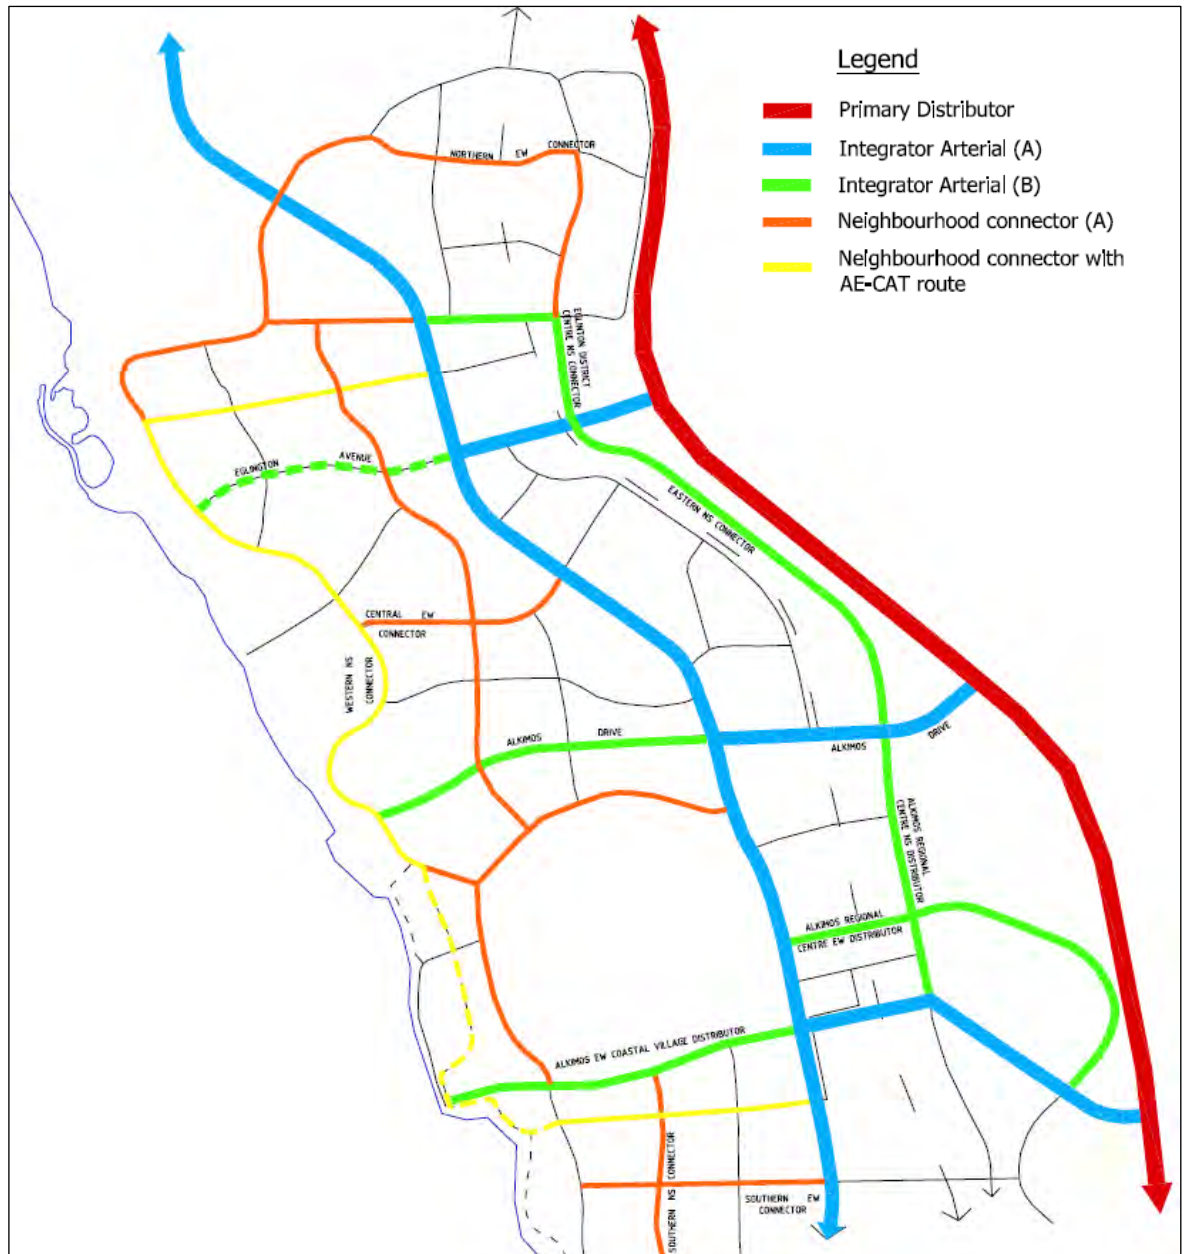 Legend
Primary Distributor
Integrator Arterial (A)
Integrator Arterial (B)
Neighbourhood connector (A)
Neighbourhood connector with
AE-CAT route
NORTHERN EW CONNECTOR
EGLINTON DISTRICT
CENTRE NS CONNECTOR
EGLINGTON AVENUE
EASTERN NS CONNECTOR
CENTRAL EW
CONNECTOR
WESTERN NS
CONNECTOR
ALKIMOS DRIVE
ALKIMOS DRIVE
ALKIMOS REGIONAL
CENTRE NS DISTRIBUTOR
ALKIMOS REGIONAL
CENTRE EW DISTRIBUTOR
ALKIMOS EW COASTAL VILLAGE DISTRIBUTOR
SOUTHERN NS CONNECTOR
SOUTHERN EW
CONNECTOR